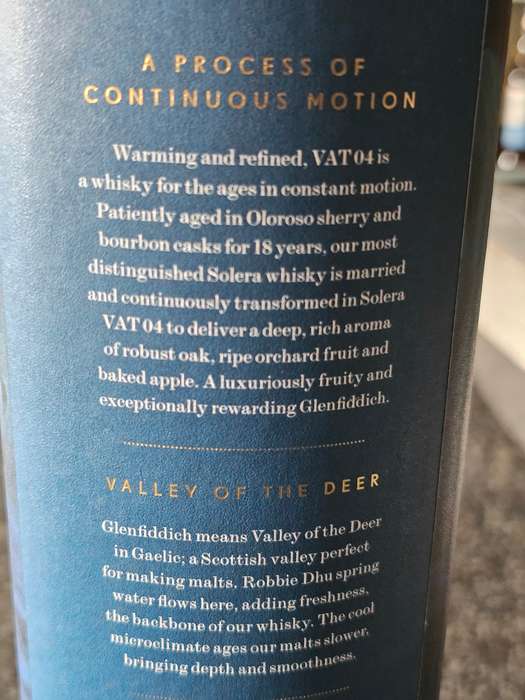 A PROCESS OF
CONTINUOUS MOTION
Warming and refined, VAT 04 is
a whisky for the ages in constant motion.
Patiently aged in Oloroso sherry and
bourbon casks for 18 years, our most
distinguished Solera whisky is married
and continuously transformed in Solera
VAT 04 to deliver a deep, rich aroma
of robust oak, ripe orchard fruit and
baked apple. A luxuriously fruity and
exceptionally rewarding Glenfiddich.
VALLEY OF THE DEER
Glenfiddich means Valley of the Deer
in Gaelic; a Scottish valley perfect
for making malts. Robbie Dhu spring
water flows here, adding freshness,
the backbone of our whisky. The cool
microclimate ages our malts slower,
bringing depth and smoothness.